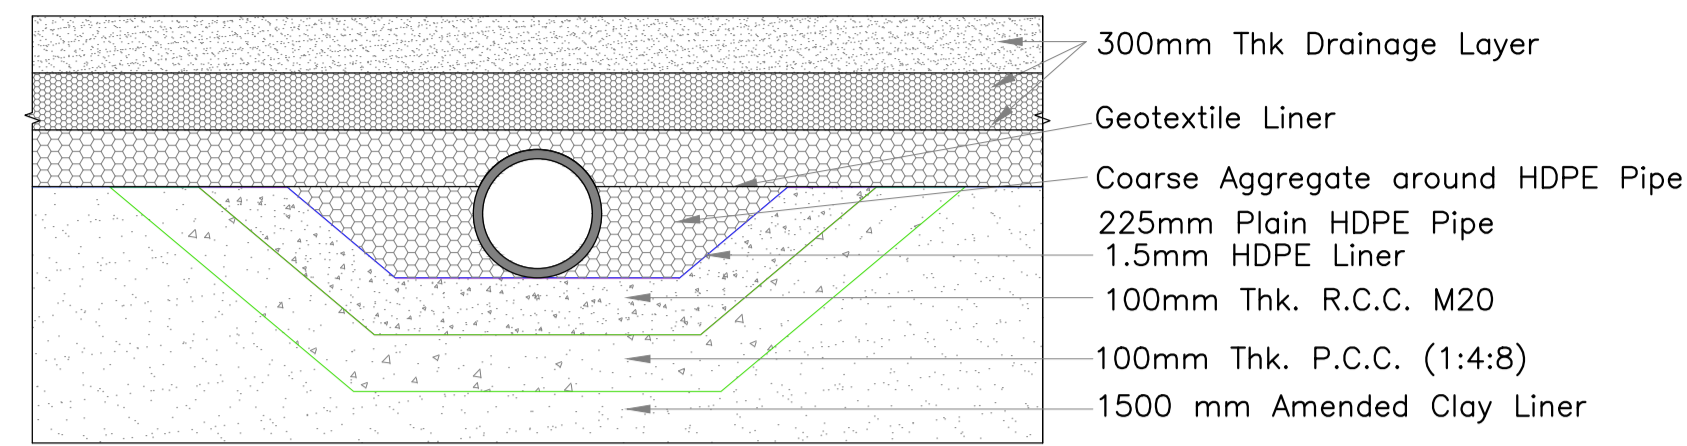 300mm Thk Drainage Layer
Geotextile Liner
Coarse Aggregate around HDPE Pipe
225mm Plain HDPE Pipe
1.5mm HDPE Liner
100mm Thk. R.C.C. M20
100mm Thk. P.C.C. (1:4:8)
1500 mm Amended Clay Liner